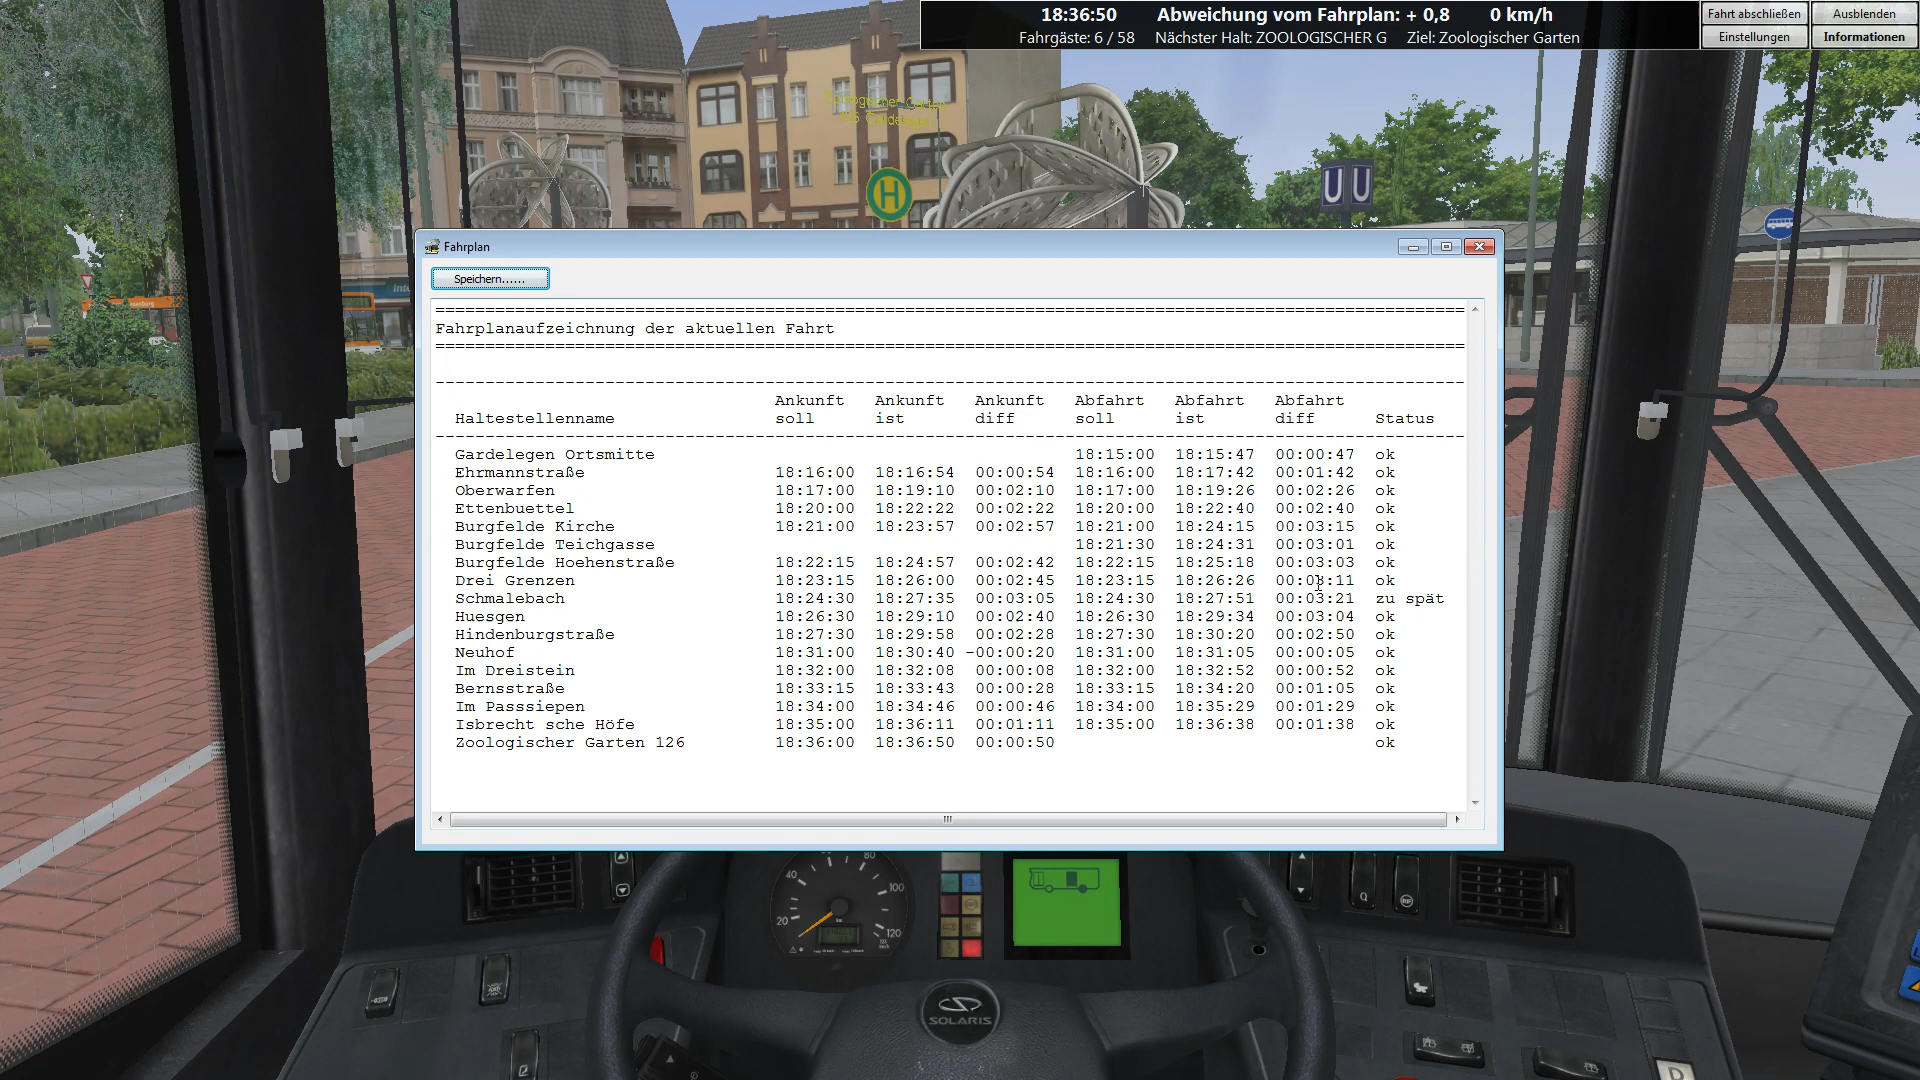 18:36:50 Abweichung vom Fahrplan: + 0,8 0 km/h
Fahrgäste: 6 / 58 Nächster Halt: ZOOLOGISCHER G Ziel: Zoologischer Garten
Fahrt abschließen Ausblenden
Einstellungen Informationen
Zoologischer Garten
H
U U
Fahrplan
Speichern......
Fahrplanaufzeichnung der aktuellen Fahrt
Ankunft Ankunft Ankunft Abfahrt Abfahrt Abfahrt
Haltestellenname soll ist diff soll ist diff Status
Gardelegen Ortsmitte 18:15:00 18:15:47 00:00:47 ok
Ehrmannstraße 18:16:00 18:16:54 00:00:54 18:16:00 18:17:42 00:01:42 ok
Oberwarfen 18:17:00 18:19:10 00:02:10 18:17:00 18:19:26 00:02:26 ok
Ettenbuettel 18:20:00 18:22:22 00:02:22 18:20:00 18:22:40 00:02:40 ok
Burgfelde Kirche 18:21:00 18:23:57 00:02:57 18:21:00 18:24:15 00:03:15 ok
Burgfelde Teichgasse 18:21:30 18:24:31 00:03:01 ok
Burgfelde Hoehenstraße 18:22:15 18:24:57 00:02:42 18:22:15 18:25:18 00:03:03 ok
Drei Grenzen 18:23:15 18:26:00 00:02:45 18:23:15 18:26:26 00:03:11 ok
Schmalebach 18:24:30 18:27:35 00:03:05 18:24:30 18:27:51 00:03:21 zu spät
Huesgen 18:26:30 18:29:10 00:02:40 18:26:30 18:29:34 00:03:04 ok
Hindenburgstraße 18:27:30 18:29:58 00:02:28 18:27:30 18:30:20 00:02:50 ok
Neuhof 18:31:00 18:30:40 -00:00:20 18:31:00 18:31:05 00:00:05 ok
Im Dreistein 18:32:00 18:32:08 00:00:08 18:32:00 18:32:52 00:00:52 ok
Bernsstraße 18:33:15 18:33:43 00:00:28 18:33:15 18:34:20 00:01:05 ok
Im Passsiepen 18:34:00 18:34:46 00:00:46 18:34:00 18:35:29 00:01:29 ok
Isbrecht sche Höfe 18:35:00 18:36:11 00:01:11 18:35:00 18:36:38 00:01:38 ok
Zoologischer Garten 126 18:36:00 18:36:50 00:00:50 ok
20 40 80 100 120
Q
SOLARIS
D